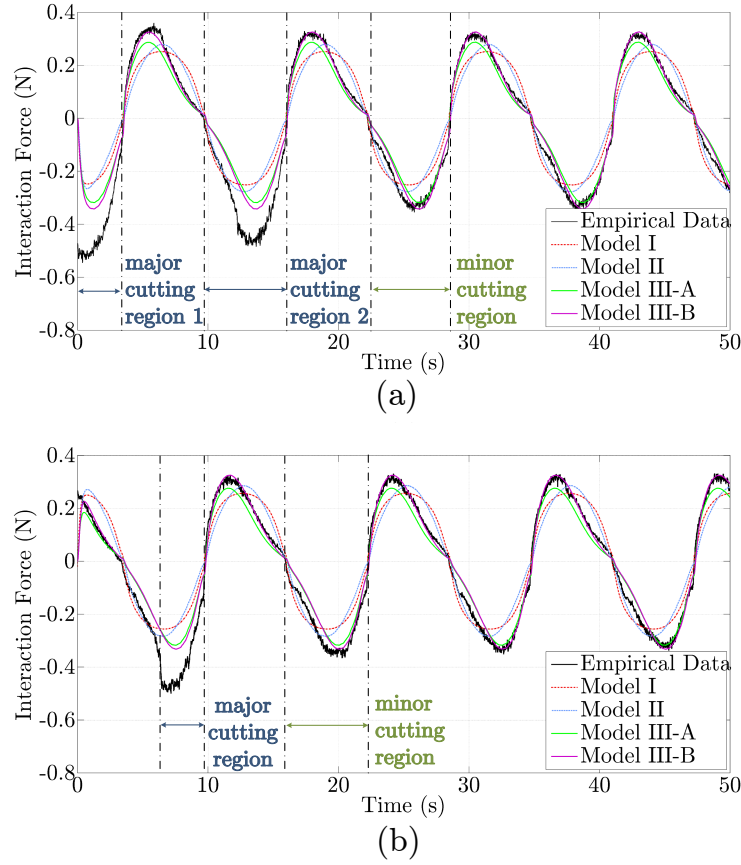 0.4
0.2
0
-0.2
-0.4
-0.6
-0.8
Interaction Force (N)
major
cutting
region 1
major
cutting
region 2
minor
cutting
region
Empirical Data
Model I
Model II
Model III-A
Model III-B
0 10 20 30 40 50
Time (s)
(a)
0.4
0.2
0
-0.2
-0.4
-0.6
-0.8
Interaction Force (N)
major
cutting
region
minor
cutting
region
Empirical Data
Model I
Model II
Model III-A
Model III-B
0 10 20 30 40 50
Time (s)
(b)